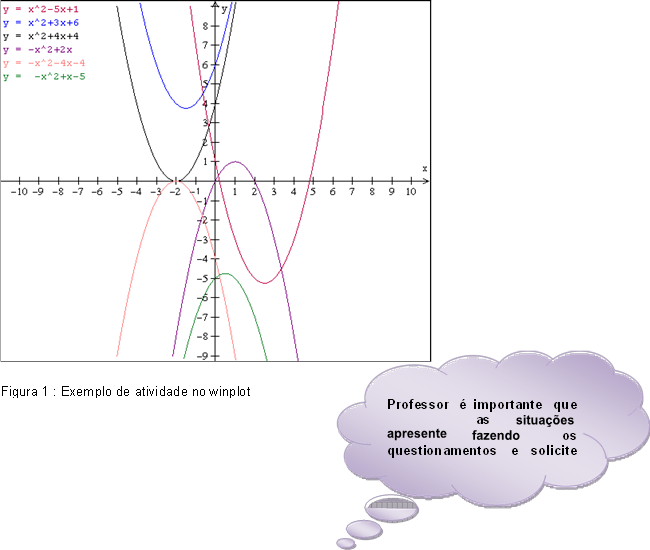 y = x^2-5x+1
y = x^2+3x+6
y = x^2+4x+4
y = -x^2+2x
y = -x^2-4x-4
y = -x^2+x-5
y
8
7
6
5
4
3
2
1
x
-10 -9 -8 -7 -6 -5 -4 -3 -2 -1 1 2 3 4 5 6 7 8 9 10
-1
-2
-3
-4
-5
-6
-7
-8
-9
Figura 1 : Exemplo de atividade no winplot
Professor é importante que
as situações
apresente fazendo os
questionamentos e solicite